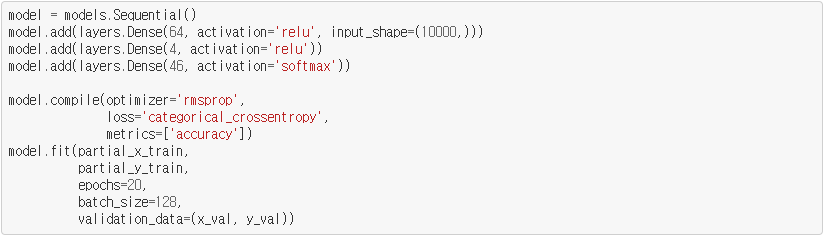 model = models.Sequential()
model.add(layers.Dense(64, activation='relu', input_shape=(10000,)))
model.add(layers.Dense(4, activation='relu'))
model.add(layers.Dense(46, activation='softmax'))
model.compile(optimizer='rmsprop',
              loss='categorical_crossentropy',
              metrics=['accuracy'])
model.fit(partial_x_train,
          partial_y_train,
          epochs=20,
          batch_size=128,
          validation_data=(x_val, y_val))